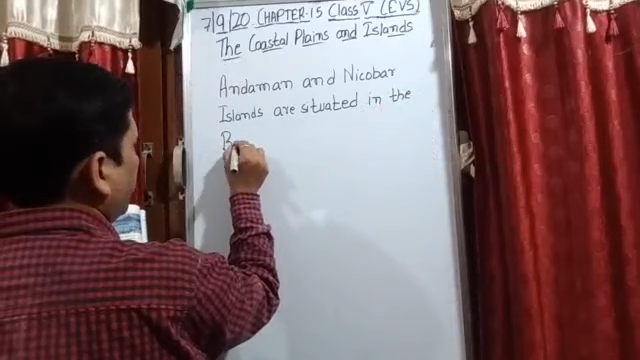 7/9/20 CHAPTER-15 Class V (EVS)
The Coastal Plains and Islands
Andaman and Nicobar
Islands are situated in the
B